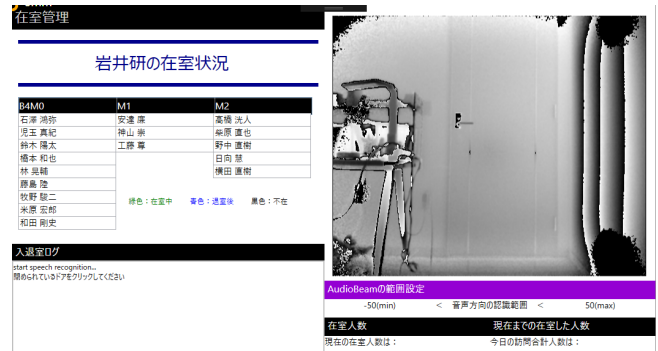 在室管理
岩井研の在室状況
B4M0 M1 M2
石澤 鴻弥 安達 廉 高橋 洸人
児玉 真紀 神山 崇 柴原 直也
鈴木 陽太 工藤 尊 野中 直樹
橋本 和也 日向 慧
林 晃輔 横田 直樹
藤島 陸
牧野 駿二
米原 宏郎
和田 剛史
緑色：在室中 青色：退室後 黒色：不在
入退室ログ
start speech recognition...
閉められているドアをクリックしてください
AudioBeamの範囲設定
-50(min) < 音声方向の認識範囲 < 50(max)
在室人数 現在までの在室した人数
現在の在室人数は： 今日の訪問合計人数は：